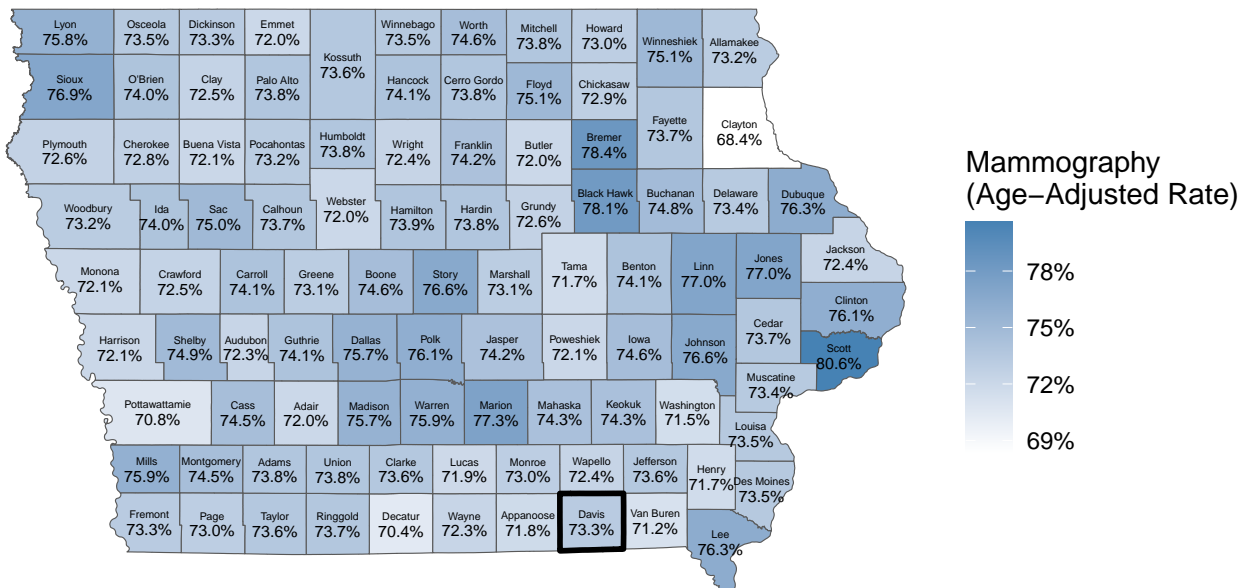 Lyon
75.8%
Osceola
73.5%
Dickinson
73.3%
Emmet
72.0%
Kossuth
73.6%
Winnebago
73.5%
Worth
74.6%
Mitchell
73.8%
Howard
73.0%
Winneshiek
75.1%
Allamakee
73.2%
Sioux
76.9%
O'Brien
74.0%
Clay
72.5%
Palo Alto
73.8%
Hancock
74.1%
Cerro Gordo
73.8%
Floyd
75.1%
Chickasaw
72.9%
Fayette
73.7%
Clayton
68.4%
Plymouth
72.6%
Cherokee
72.8%
Buena Vista
72.1%
Pocahontas
73.2%
Humboldt
73.8%
Wright
72.4%
Franklin
74.2%
Butler
72.0%
Bremer
78.4%
Woodbury
73.2%
Ida
74.0%
Sac
75.0%
Calhoun
73.7%
Webster
72.0%
Hamilton
73.9%
Hardin
73.8%
Grundy
72.6%
Black Hawk
78.1%
Buchanan
74.8%
Delaware
73.4%
Dubuque
76.3%
Monona
72.1%
Crawford
72.5%
Carroll
74.1%
Greene
73.1%
Boone
74.6%
Story
76.6%
Marshall
73.1%
Tama
71.7%
Benton
74.1%
Linn
77.0%
Jones
77.0%
Jackson
72.4%
Clinton
76.1%
Harrison
72.1%
Shelby
74.9%
Audubon
72.3%
Guthrie
74.1%
Dallas
75.7%
Polk
76.1%
Jasper
74.2%
Poweshiek
72.1%
Iowa
74.6%
Johnson
76.6%
Cedar
73.7%
Scott
80.6%
Muscatine
73.4%
Pottawattamie
70.8%
Cass
74.5%
Adair
72.0%
Madison
75.7%
Warren
75.9%
Marion
77.3%
Mahaska
74.3%
Keokuk
74.3%
Washington
71.5%
Louisa
73.5%
Mills
75.9%
Montgomery
74.5%
Adams
73.8%
Union
73.8%
Clarke
73.6%
Lucas
71.9%
Monroe
73.0%
Wapello
72.4%
Jefferson
73.6%
Henry
71.7%
Des Moines
73.5%
Fremont
73.3%
Page
73.0%
Taylor
73.6%
Ringgold
73.7%
Decatur
70.4%
Wayne
72.3%
Appanoose
71.8%
Davis
73.3%
Van Buren
71.2%
Lee
76.3%
Mammography
(Age−Adjusted Rate)
78%
75%
72%
69%